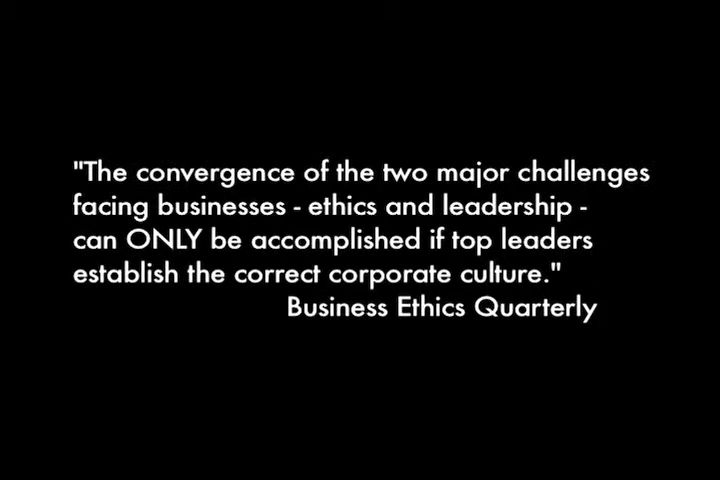 "The convergence of the two major challenges
facing businesses - ethics and leadership -
can ONLY be accomplished if top leaders
establish the correct corporate culture."
Business Ethics Quarterly